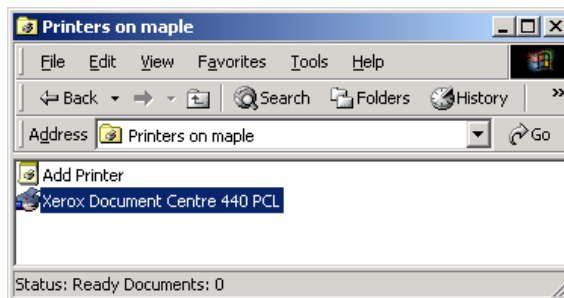 Printers on maple
File Edit View Favorites Tools Help
Back Search Folders History »
Address Printers on maple Go
Add Printer
Xerox Document Centre 440 PCL
Status: Ready Documents: 0